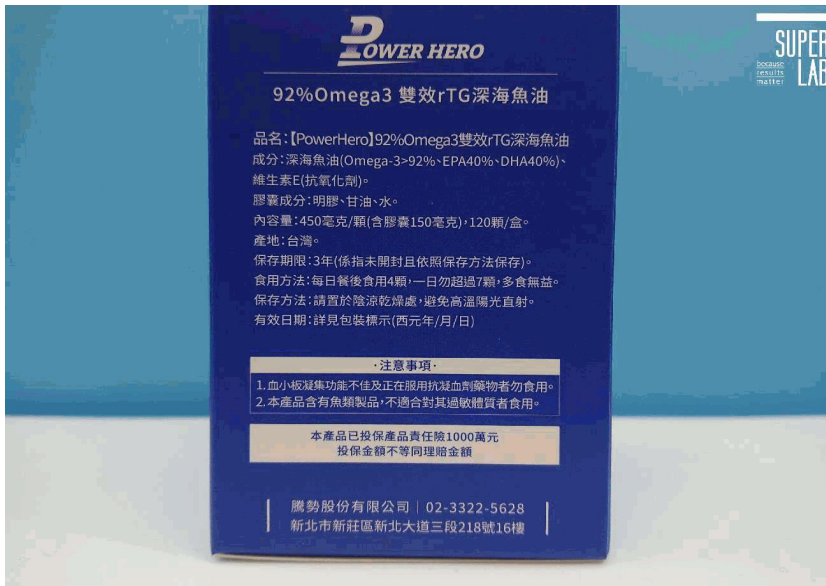 POWER HERO
SUPER LAB
because
results
matter
92%Omega3 雙效rTG深海魚油
品名:【PowerHero】92%Omega3雙效rTG深海魚油
成分:深海魚油(Omega-3>92%、EPA40%、DHA40%)、
維生素E(抗氧化劑)。
膠囊成分:明膠、甘油、水。
內容量:450毫克/顆(含膠囊150毫克),120顆/盒。
產地:台灣。
保存期限:3年(係指未開封且依照保存方法保存)。
食用方法:每日餐後食用4顆,一日勿超過7顆,多食無益。
保存方法:請置於陰涼乾燥處,避免高溫陽光直射。
有效日期:詳見包裝標示(西元年/月/日)
·注意事項·
1.血小板凝集功能不佳及正在服用抗凝血劑藥物者勿食用。
2.本產品含有魚類製品,不適合對其過敏體質者食用。
本產品已投保產品責任險1000萬元
投保金額不等同理賠金額
騰勢股份有限公司|02-3322-5628
新北市新莊區新北大道三段218號16樓